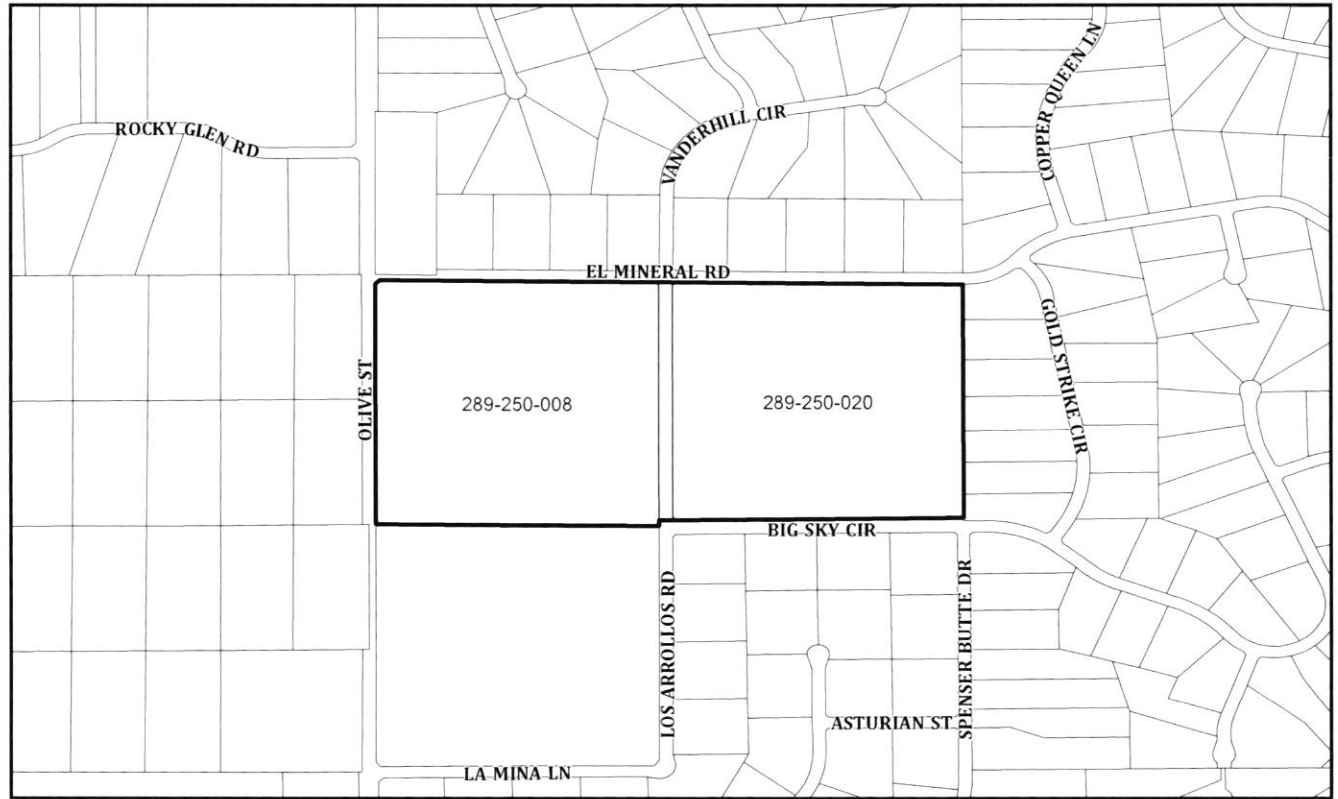 COPPER QUEEN LN
ROCKY GLEN RD
VANDERHILL CIR
EL MINERAL RD
GOLD STRIKE CIR
OLIVE ST
289-250-008
289-250-020
BIG SKY CIR
LOS ARROLLOS RD
SPENSER BUTTE DR
ASTURIAN ST
LA MINA LN